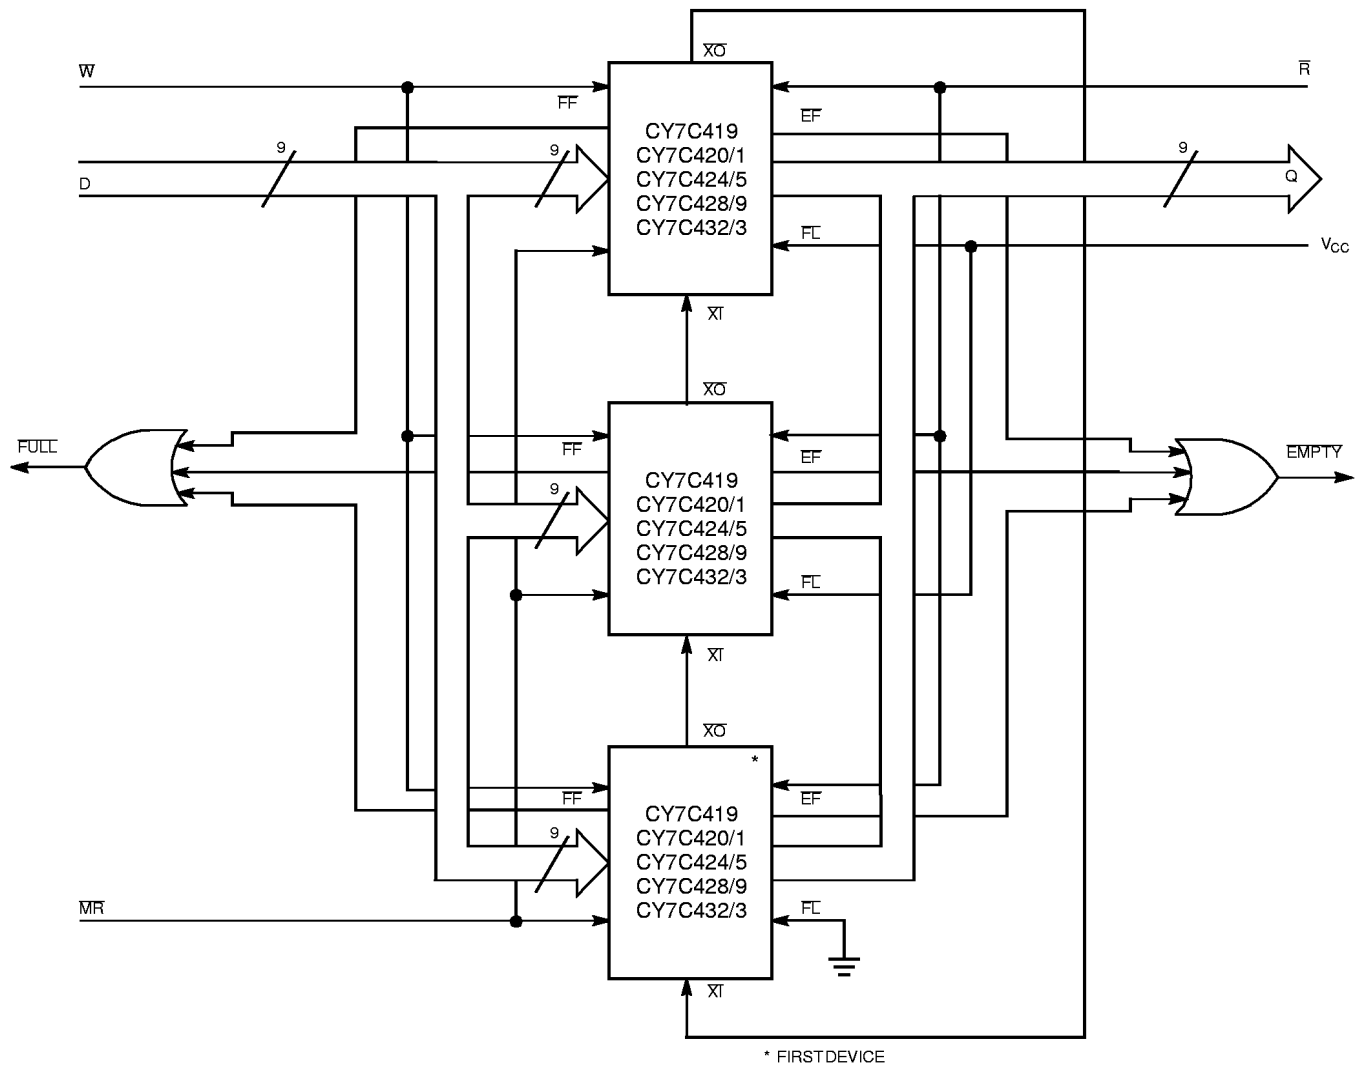 XO
W
R
FF
EF
CY7C419
CY7C420/1
CY7C424/5
CY7C428/9
CY7C432/3
9
9
9
D
Q
FL
VCC
XI
XO
FULL
FF
EF
EMPTY
CY7C419
CY7C420/1
CY7C424/5
CY7C428/9
CY7C432/3
9
FL
XI
XO
*
FF
EF
CY7C419
CY7C420/1
CY7C424/5
CY7C428/9
CY7C432/3
9
MR
FL
XI
* FIRST DEVICE